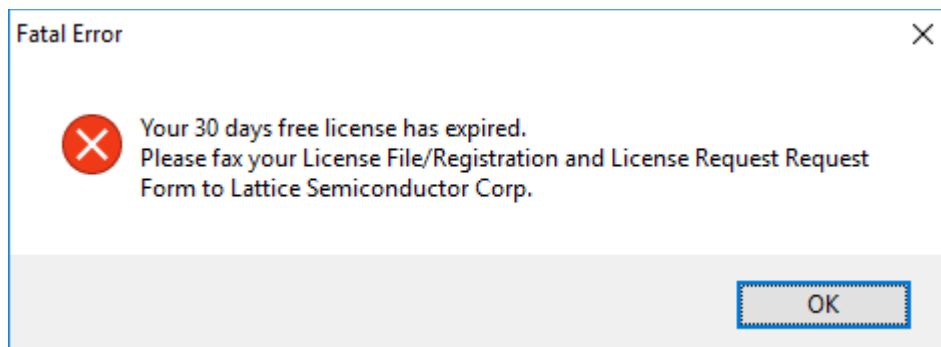 Fatal Error
Your 30 days free license has expired.
Please fax your License File/Registration and License Request Request
Form to Lattice Semiconductor Corp.
OK